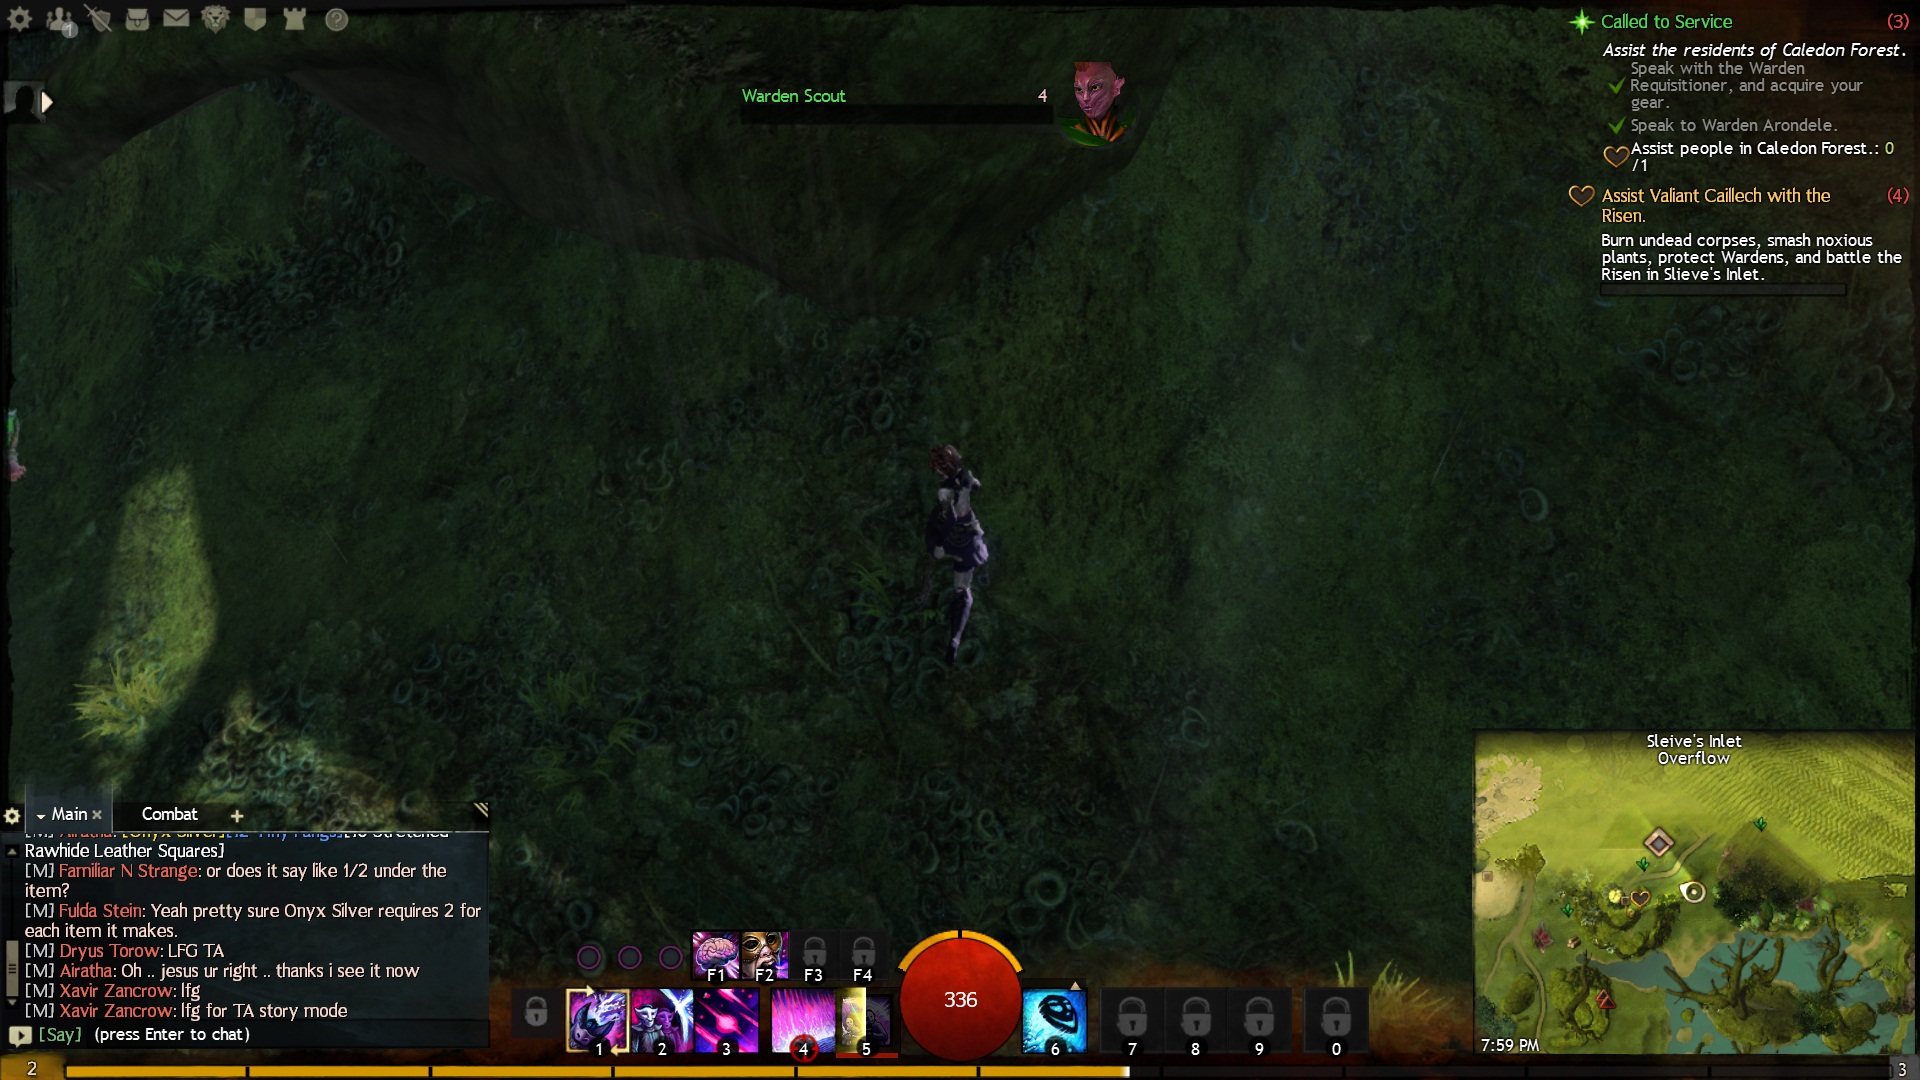 1
Called to Service (3)
Assist the residents of Caledon Forest.
Speak with the Warden
Requisitioner, and acquire your
gear.
Speak to Warden Arondele.
Assist people in Caledon Forest.: 0
/1
Assist Valiant Caillech with the (4)
Risen.
Burn undead corpses, smash noxious
plants, protect Wardens, and battle the
Risen in Slieve's Inlet.
Warden Scout 4
Sleive's Inlet
Overflow
7:59 PM
Main Combat
Rawhide Leather Squares]
[M] Familiar N Strange: or does it say like 1/2 under the
item?
[M] Fulda Stein: Yeah pretty sure Onyx Silver requires 2 for
each item it makes.
[M] Dryus Torow: LFG TA
[M] Airatha: Oh .. jesus ur right .. thanks i see it now
[M] Xavir Zancrow: lfg
[M] Xavir Zancrow: lfg for TA story mode
[Say] (press Enter to chat)
F1 F2 F3 F4
336
1 2 3 4 5 6 7 8 9 0
2 3